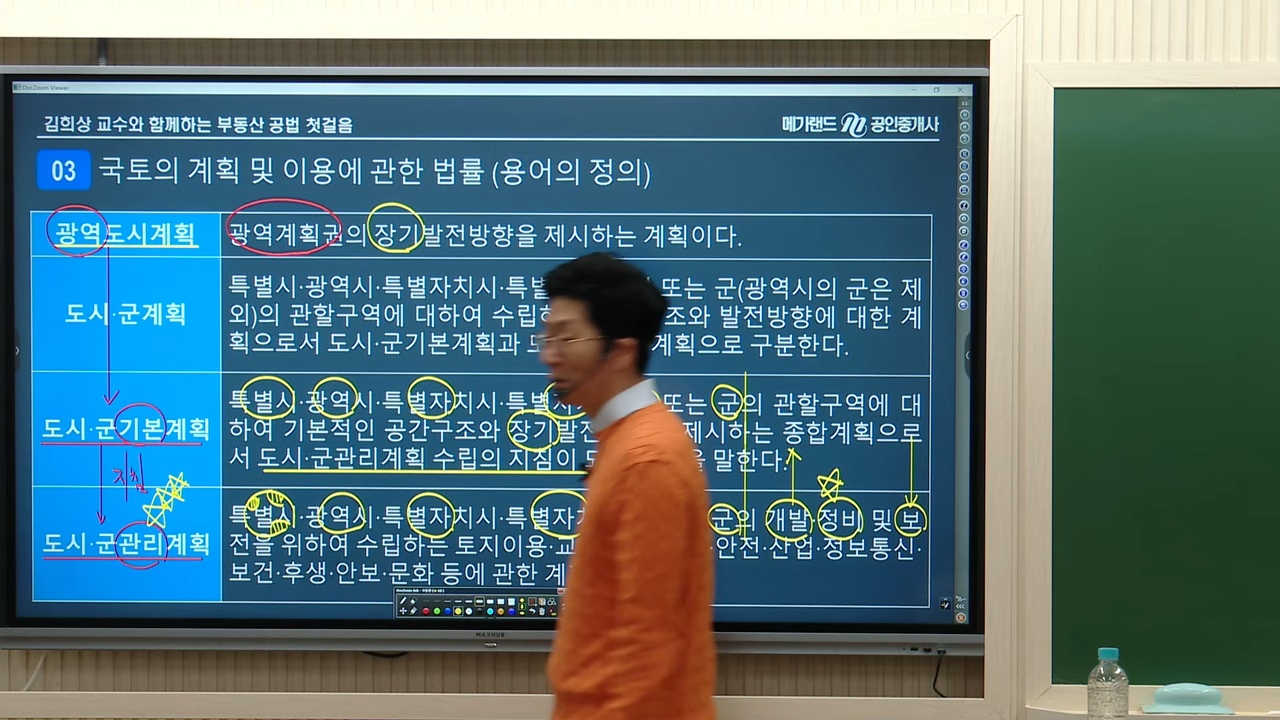 DocZoom Viewer
김희상 교수와 함께하는 부동산 공법 첫걸음
메가랜드 공인중개사
03 국토의 계획 및 이용에 관한 법률 (용어의 정의)
광역도시계획
광역계획권의 장기발전방향을 제시하는 계획이다.
도시·군계획
특별시·광역시·특별자치시·특별 또는 군(광역시의 군은 제
외)의 관할구역에 대하여 수립하 조와 발전방향에 대한 계
획으로서 도시·군기본계획과 도 계획으로 구분한다.
도시·군기본계획
특별시·광역시·특별자치시·특별자 또는 군의 관할구역에 대
하여 기본적인 공간구조와 장기발전 제시하는 종합계획으로
서 도시·군관리계획 수립의 지침이 을 말한다.
지침
도시·군관리계획
특별시·광역시·특별자치시·특별자치 군의 개발·정비 및 보
전을 위하여 수립하는 토지이용·교 안전·산업·정보통신·
보건·후생·안보·문화 등에 관한 계
MAXHUB